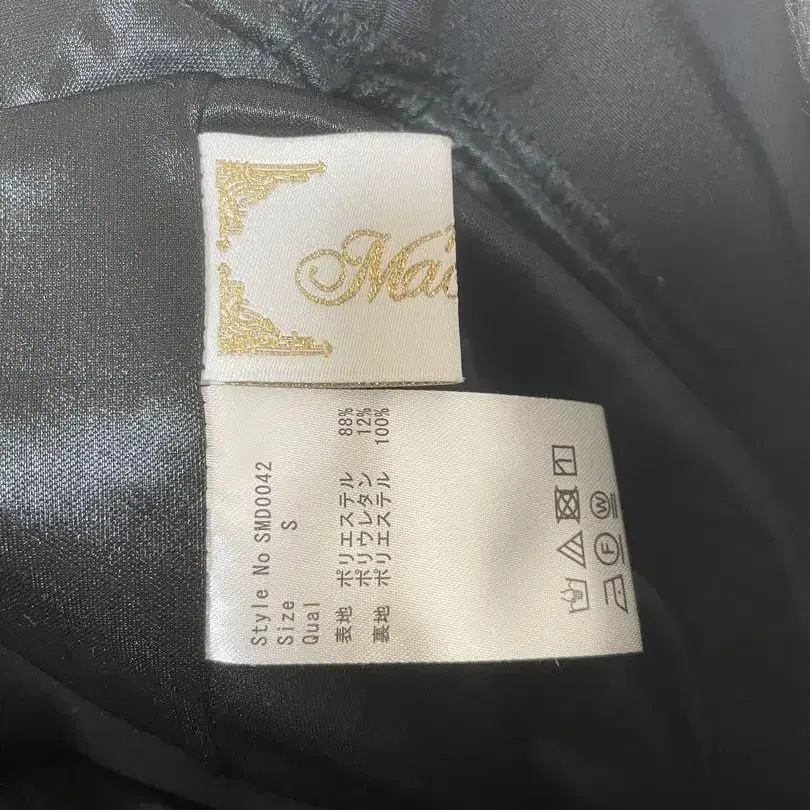 Style No SMD0042
Size S
Qual
表地 ポリエステル 88%
ポリウレタン 12%
裏地 ポリエステル 100%
F W